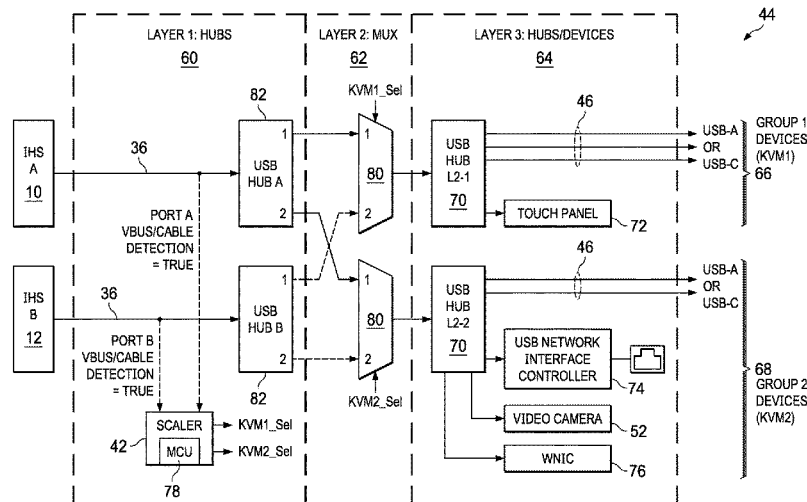 LAYER 1: HUBS
60
LAYER 2: MUX
62
LAYER 3: HUBS/DEVICES
64
44
KVM1_Sel
82
46
IHS
A
10
36
USB
HUB A
1
2
1
2
80
USB
HUB
L2-1
70
USB-A
OR
USB-C
GROUP 1
DEVICES
(KVM1)
66
TOUCH PANEL
72
PORT A
VBUS/CABLE
DETECTION
= TRUE
IHS
B
12
36
USB
HUB B
1
2
82
1
2
80
KVM2_Sel
46
USB
HUB
L2-2
70
USB-A
OR
USB-C
PORT B
VBUS/CABLE
DETECTION
= TRUE
USB NETWORK
INTERFACE
CONTROLLER
74
68
GROUP 2
DEVICES
(KVM2)
SCALER
42
MCU
78
KVM1_Sel
KVM2_Sel
VIDEO CAMERA
52
WNIC
76